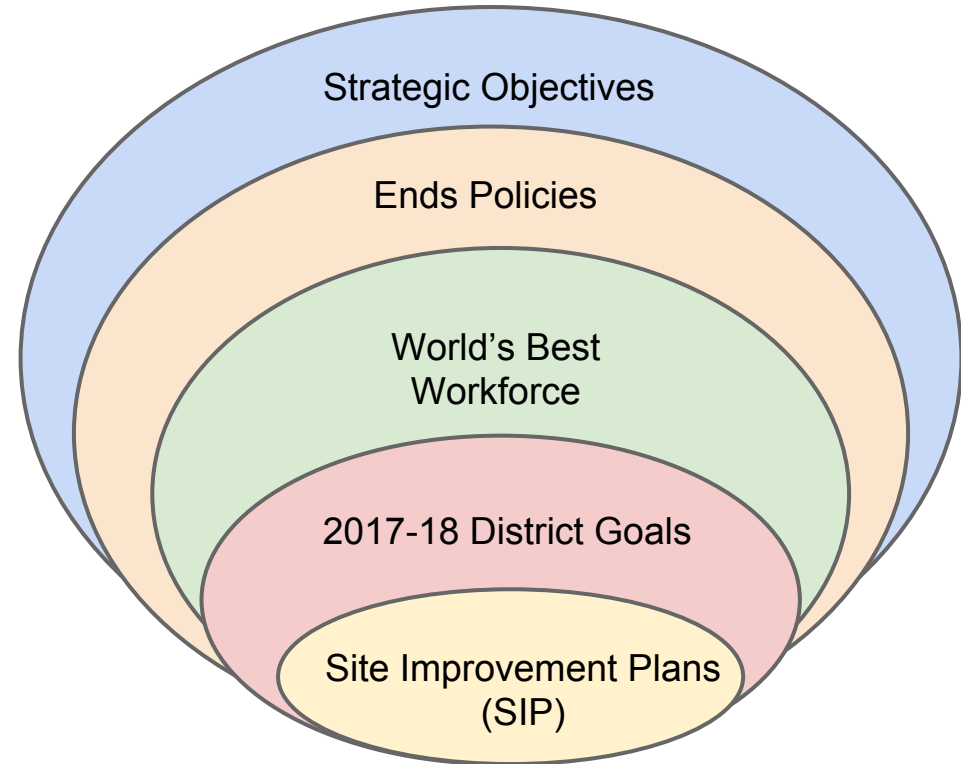 Strategic Objectives
Ends Policies
World’s Best
Workforce
2017-18 District Goals
Site Improvement Plans
(SIP)